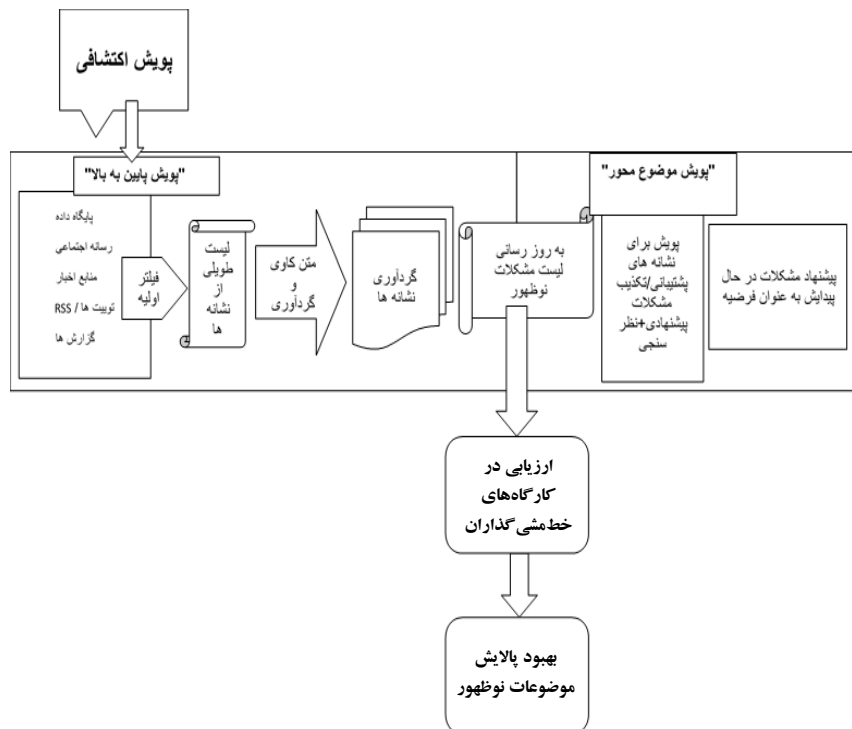 پویش اکتشافی
"پویش پایین به بالا"
پایگاه داده
رسانه اجتماعی
منابع اخبار
توییت ها / RSS
گزارش ها
فیلتر
اولیه
لیست
طویلی
از
نشانه
ها
متن کاوی
و
گردآوری
گردآوری
نشانه ها
به روز رسانی
لیست مشکلات
نوظهور
"پویش موضوع محور"
پویش برای
نشانه های
پشتیبانی/تکذیب
مشکلات
پیشنهادی+نظر
سنجی
پیشنهاد مشکلات در حال
پیدایش به عنوان فرضیه
ارزیابی در
کارگاه‌های
خط‌مشی‌گذاران
بهبود پالایش
موضوعات نوظهور